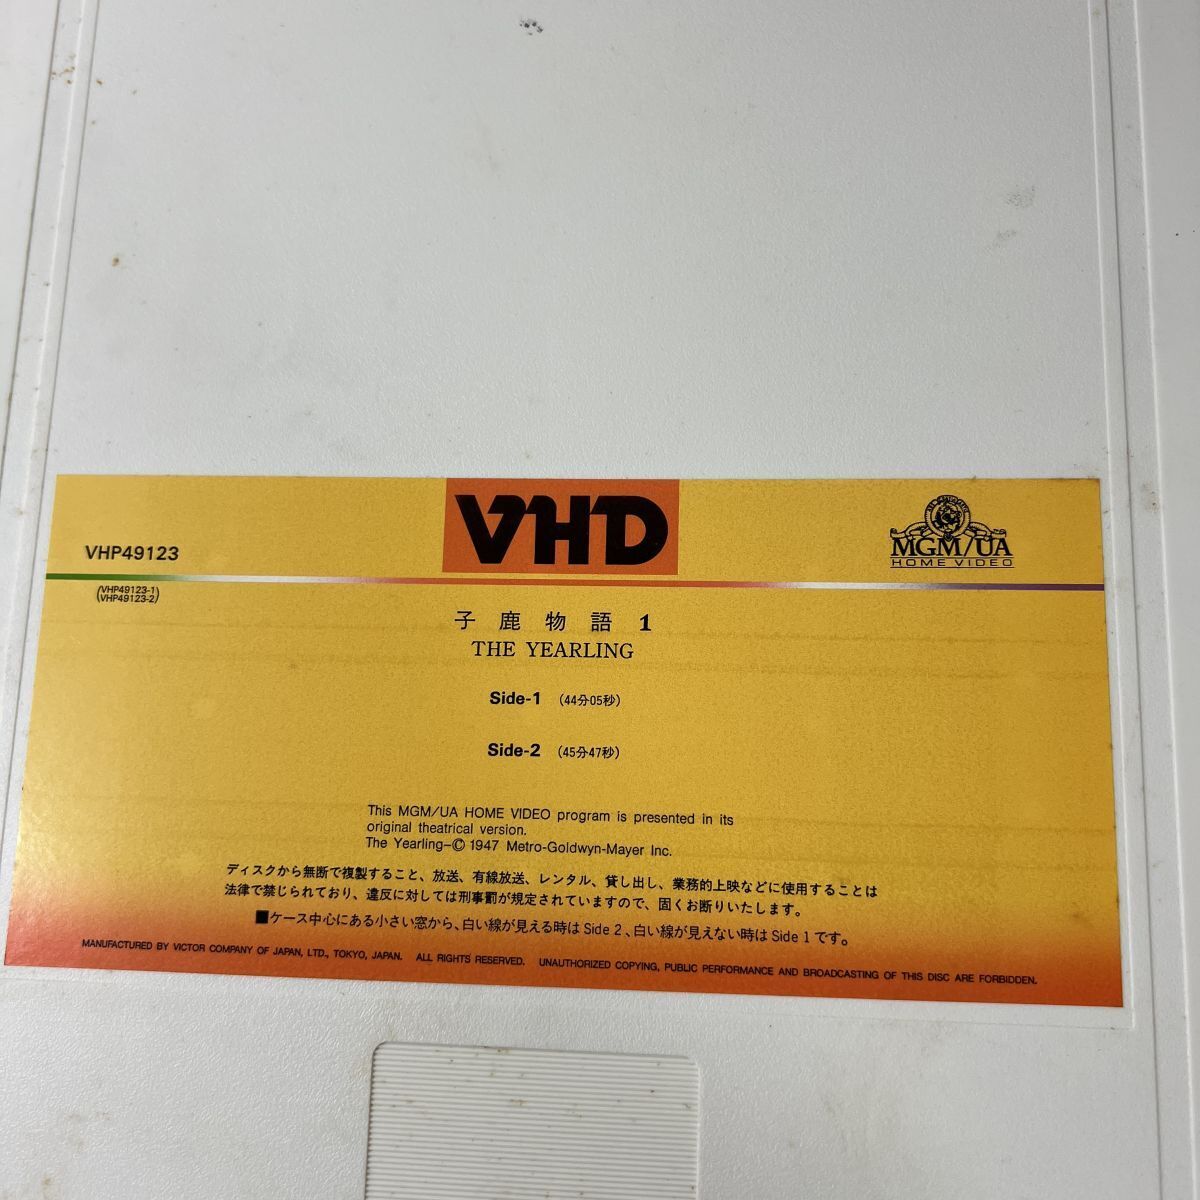 VHD
VHP49123
MGM/UA
HOME VIDEO
(VHP49123-1)
(VHP49123-2)
子鹿物語 1
THE YEARLING
Side-1 (44分05秒)
Side-2 (45分47秒)
This MGM/UA HOME VIDEO program is presented in its
original theatrical version.
The Yearling–© 1947 Metro-Goldwyn-Mayer Inc.
ディスクから無断で複製すること、放送、有線放送、レンタル、貸し出し、業務的上映などに使用することは
法律で禁じられており、違反に対しては刑事罰が規定されていますので、固くお断りいたします。
■ケース中心にある小さい窓から、白い線が見える時は Side 2、白い線が見えない時は Side 1 です。
MANUFACTURED BY VICTOR COMPANY OF JAPAN, LTD., TOKYO, JAPAN. ALL RIGHTS RESERVED. UNAUTHORIZED COPYING, PUBLIC PERFORMANCE AND BROADCASTING OF THIS DISC ARE FORBIDDEN.